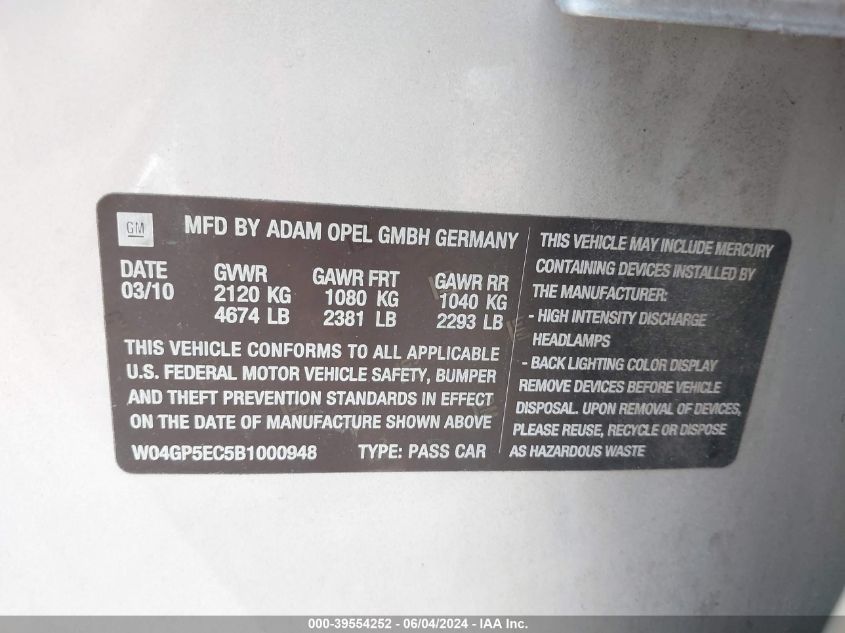 GM MFD BY ADAM OPEL GMBH GERMANY
DATE GVWR GAWR FRT GAWR RR
03/10 2120 KG 1080 KG 1040 KG
4674 LB 2381 LB 2293 LB
THIS VEHICLE CONFORMS TO ALL APPLICABLE
U.S. FEDERAL MOTOR VEHICLE SAFETY, BUMPER
AND THEFT PREVENTION STANDARDS IN EFFECT
ON THE DATE OF MANUFACTURE SHOWN ABOVE
W04GP5EC5B1000948 TYPE: PASS CAR
THIS VEHICLE MAY INCLUDE MERCURY
CONTAINING DEVICES INSTALLED BY
THE MANUFACTURER:
- HIGH INTENSITY DISCHARGE
HEADLAMPS
- BACK LIGHTING COLOR DISPLAY
REMOVE DEVICES BEFORE VEHICLE
DISPOSAL. UPON REMOVAL OF DEVICES,
PLEASE REUSE, RECYCLE OR DISPOSE
AS HAZARDOUS WASTE
000-39554252 | 06/04/2024 - IAA Inc.